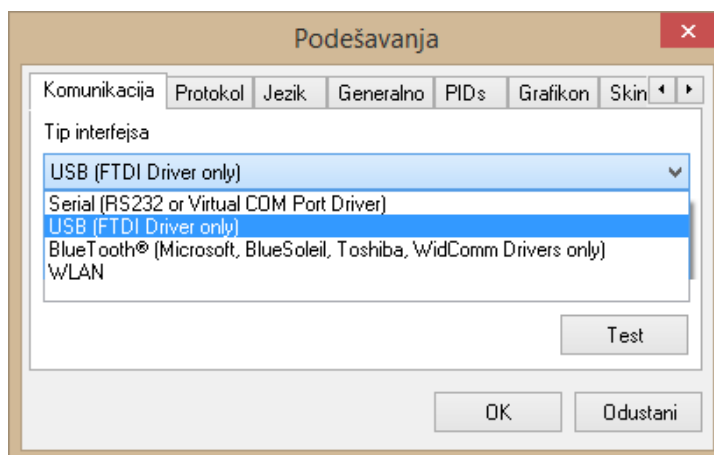 Podešavanja
Komunikacija Protokol Jezik Generalno PIDs Grafikon Skin
Tip interfejsa
USB (FTDI Driver only)
Serial (RS232 or Virtual COM Port Driver)
USB (FTDI Driver only)
BlueTooth® (Microsoft, BlueSoleil, Toshiba, WidComm Drivers only)
WLAN
Test
OK Odustani